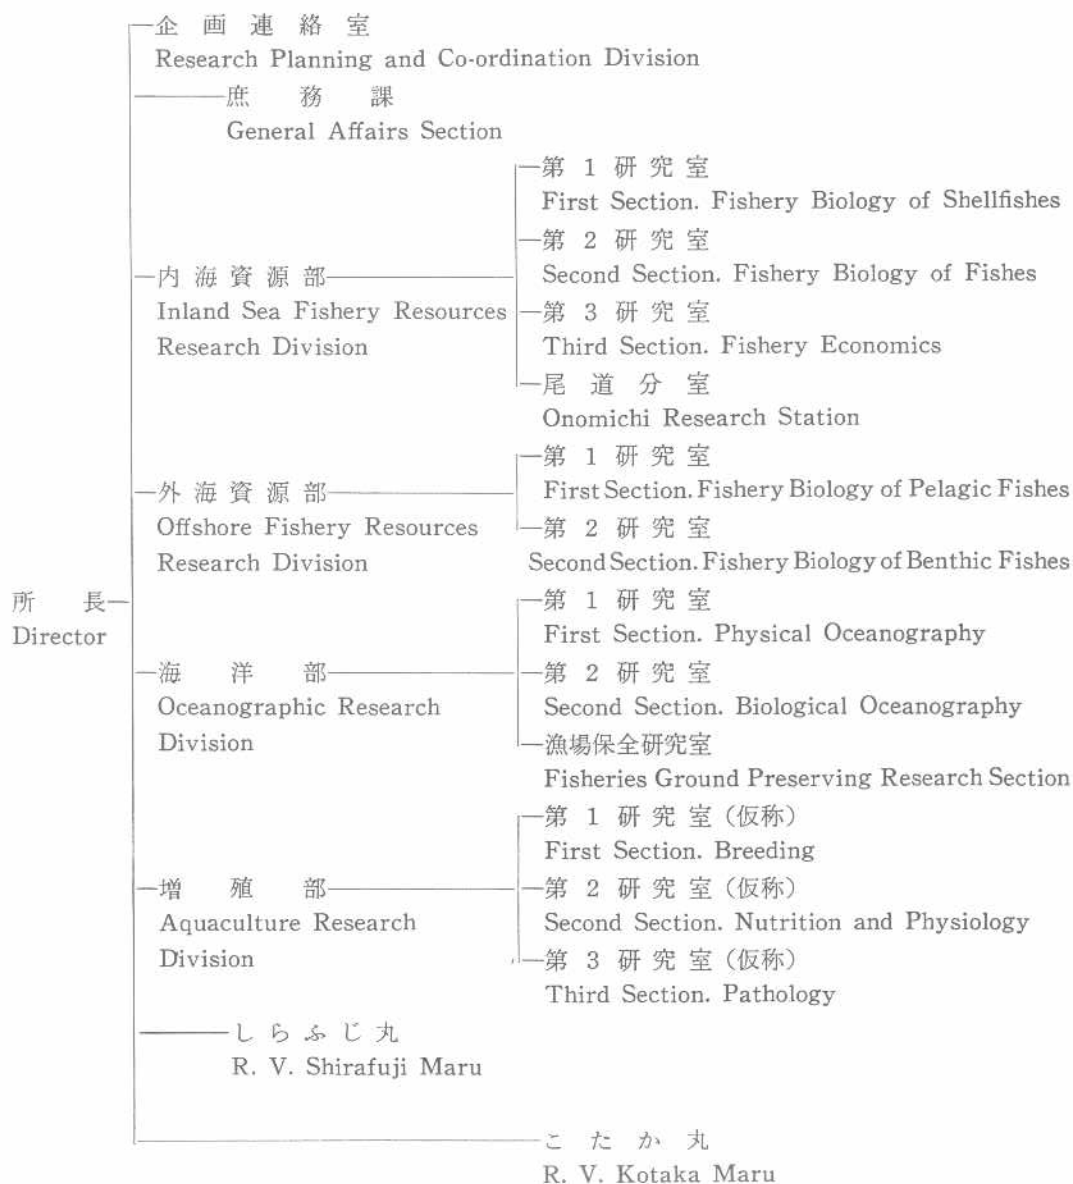 企画連絡室
Research Planning and Co-ordination Division
庶務課
General Affairs Section
第1研究室
First Section. Fishery Biology of Shellfishes
第2研究室
Second Section. Fishery Biology of Fishes
内海資源部
Inland Sea Fishery Resources
Research Division
第3研究室
Third Section. Fishery Economics
尾道分室
Onomichi Research Station
第1研究室
First Section. Fishery Biology of Pelagic Fishes
外海資源部
Offshore Fishery Resources
Research Division
第2研究室
Second Section. Fishery Biology of Benthic Fishes
所長
Director
第1研究室
First Section. Physical Oceanography
海洋部
Oceanographic Research
Division
第2研究室
Second Section. Biological Oceanography
漁場保全研究室
Fisheries Ground Preserving Research Section
第1研究室(仮称)
First Section. Breeding
増殖部
Aquaculture Research
Division
第2研究室(仮称)
Second Section. Nutrition and Physiology
第3研究室(仮称)
Third Section. Pathology
しらふじ丸
R. V. Shirafuji Maru
こたか丸
R. V. Kotaka Maru